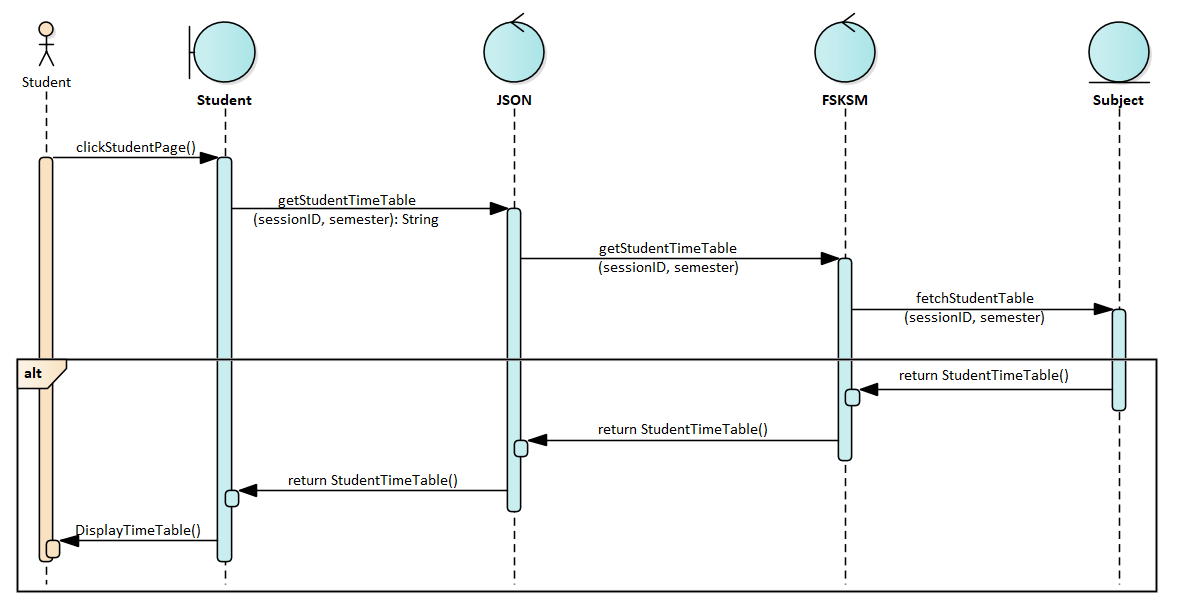 Student
Student
JSON
FSKSM
Subject
clickStudentPage()
getStudentTimeTable
(sessionID, semester): String
getStudentTimeTable
(sessionID, semester)
fetchStudentTable
(sessionID, semester)
alt
return StudentTimeTable()
return StudentTimeTable()
return StudentTimeTable()
DisplayTimeTable()